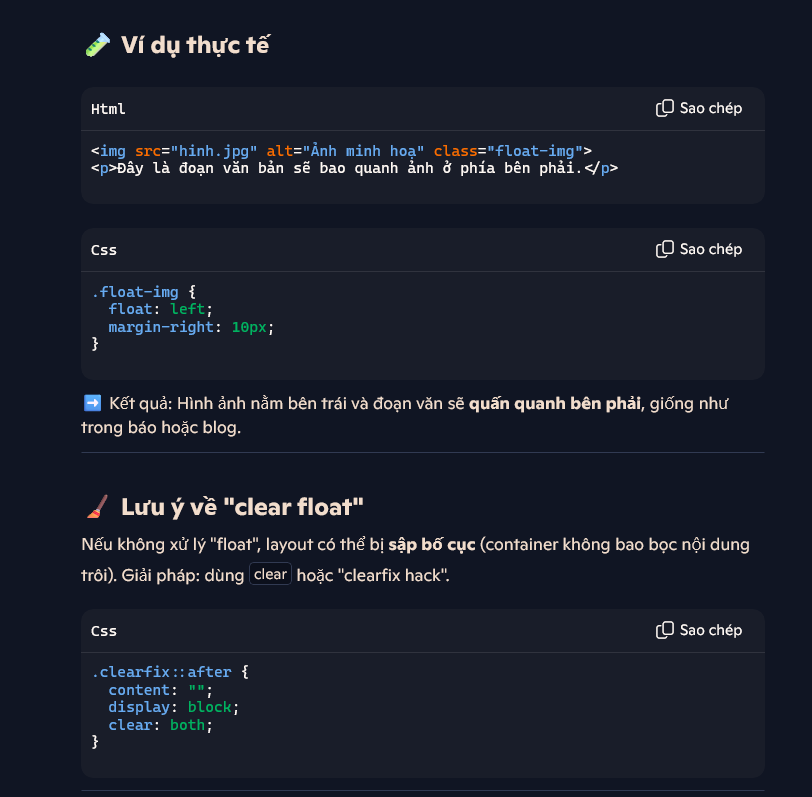 Ví dụ thực tế
Html
Sao chép
<img src="hinh.jpg" alt="Ảnh minh hoạ" class="float-img">
<p>Đây là đoạn văn bản sẽ bao quanh ảnh ở phía bên phải.</p>
Css
Sao chép
.float-img {
  float: left;
  margin-right: 10px;
}
➡️ Kết quả: Hình ảnh nằm bên trái và đoạn văn sẽ quấn quanh bên phải, giống như
trong báo hoặc blog.
Lưu ý về "clear float"
Nếu không xử lý "float", layout có thể bị sập bố cục (container không bao bọc nội dung
trôi). Giải pháp: dùng clear hoặc "clearfix hack".
Css
Sao chép
.clearfix::after {
  content: "";
  display: block;
  clear: both;
}